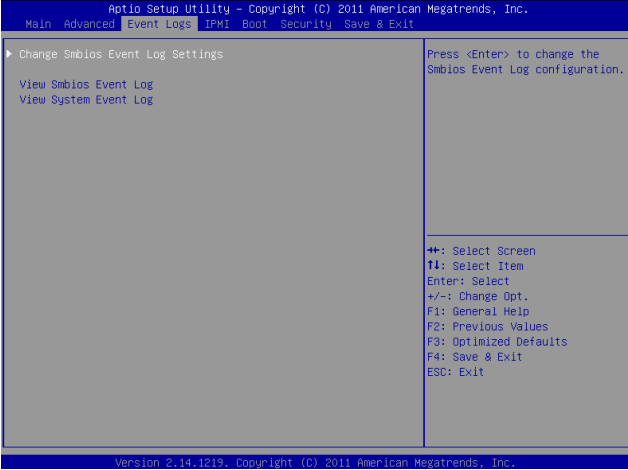 Aptio Setup Utility – Copyright (C) 2011 American Megatrends, Inc.
Main Advanced Event Logs IPMI Boot Security Save & Exit
▶ Change Smbios Event Log Settings
View Smbios Event Log
View System Event Log
Press <Enter> to change the
Smbios Event Log configuration.
→←: Select Screen
↑↓: Select Item
Enter: Select
+/-: Change Opt.
F1: General Help
F2: Previous Values
F3: Optimized Defaults
F4: Save & Exit
ESC: Exit
Version 2.14.1219. Copyright (C) 2011 American Megatrends, Inc.